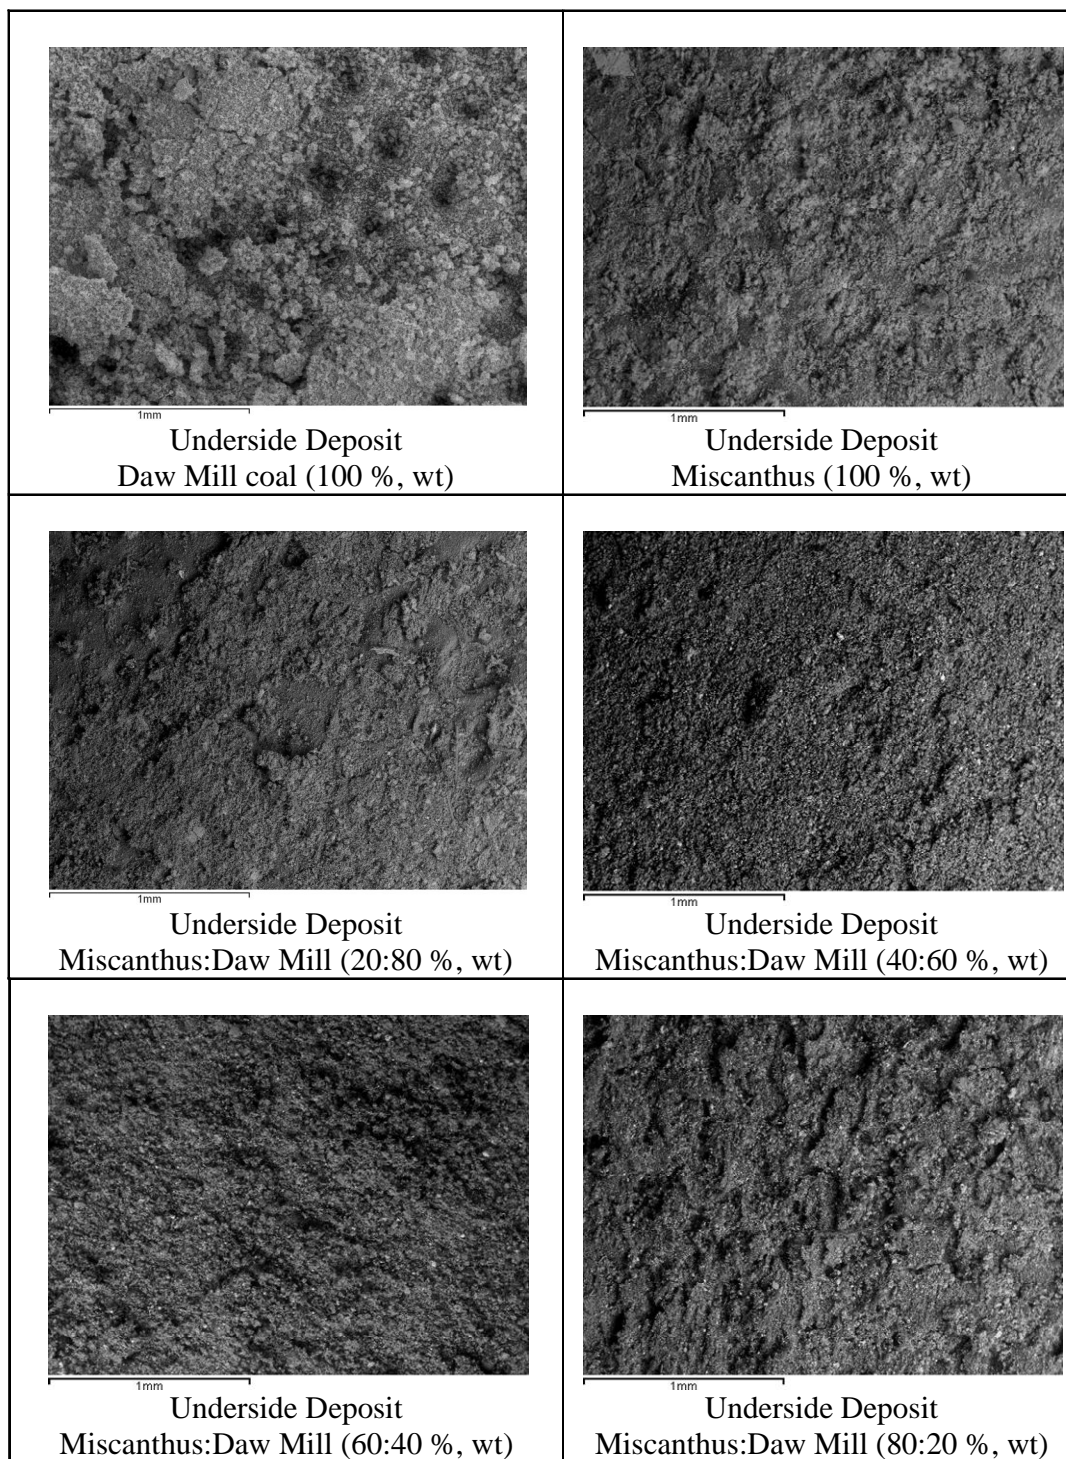 1mm
1mm
Underside Deposit
Daw Mill coal (100 %, wt)
Underside Deposit
Miscanthus (100 %, wt)
1mm
1mm
Underside Deposit
Miscanthus:Daw Mill (20:80 %, wt)
Underside Deposit
Miscanthus:Daw Mill (40:60 %, wt)
1mm
1mm
Underside Deposit
Miscanthus:Daw Mill (60:40 %, wt)
Underside Deposit
Miscanthus:Daw Mill (80:20 %, wt)